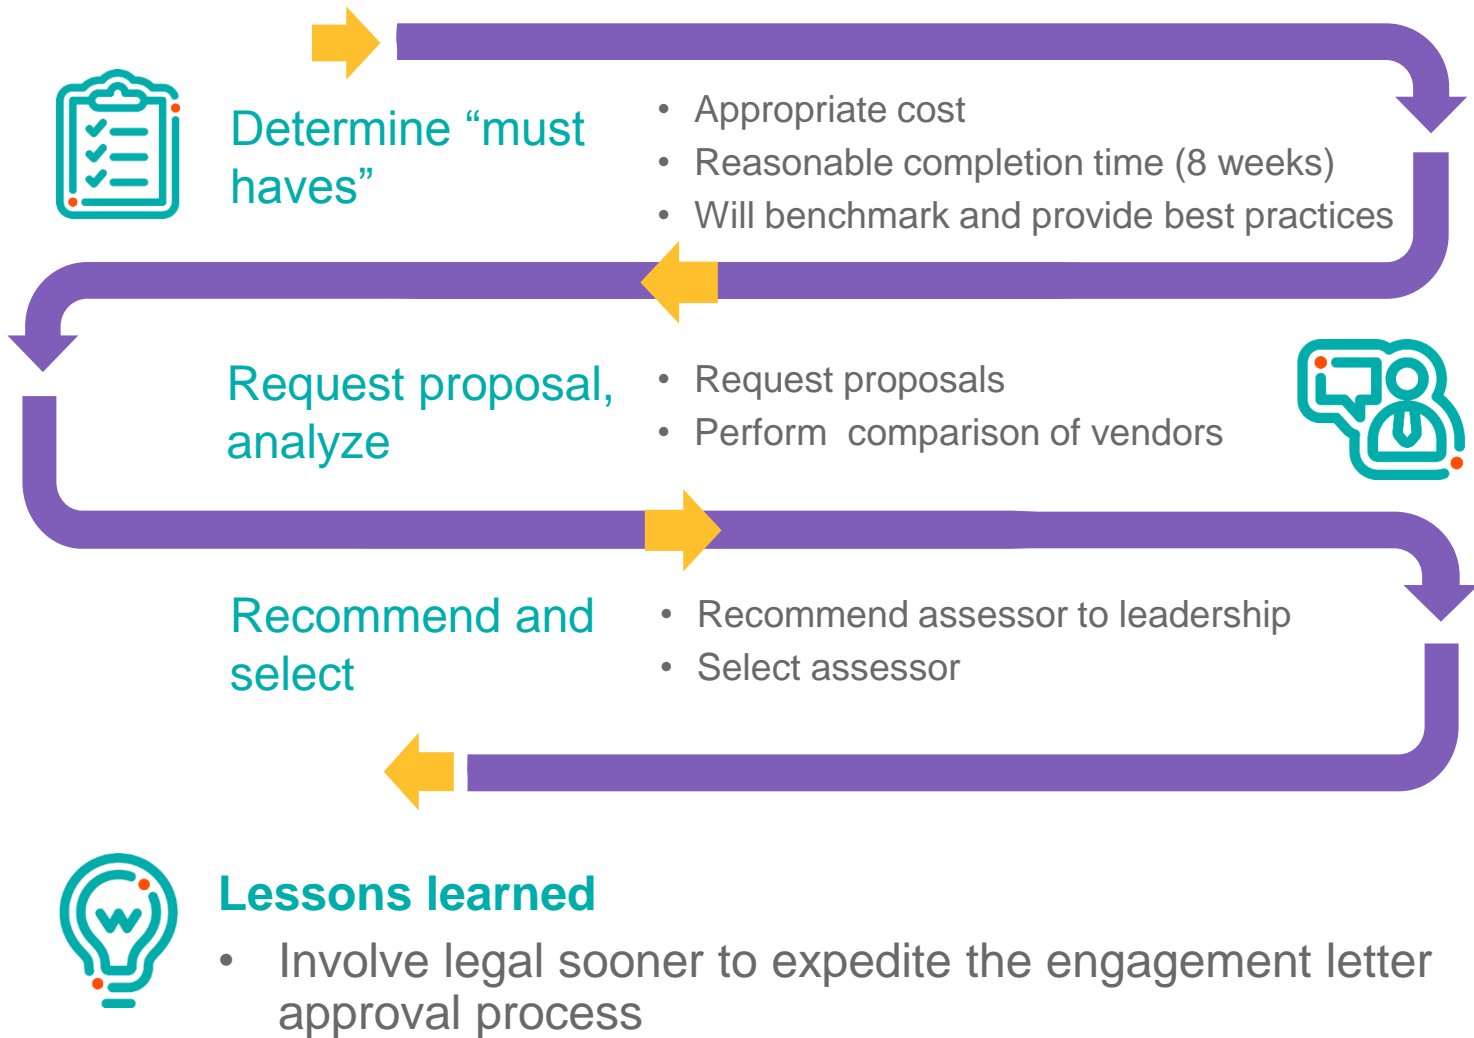 Determine “must
haves”
• Appropriate cost
• Reasonable completion time (8 weeks)
• Will benchmark and provide best practices
Request proposal,
analyze
• Request proposals
• Perform  comparison of vendors
Recommend and
select
• Recommend assessor to leadership
• Select assessor
Lessons learned
• Involve legal sooner to expedite the engagement letter
approval process